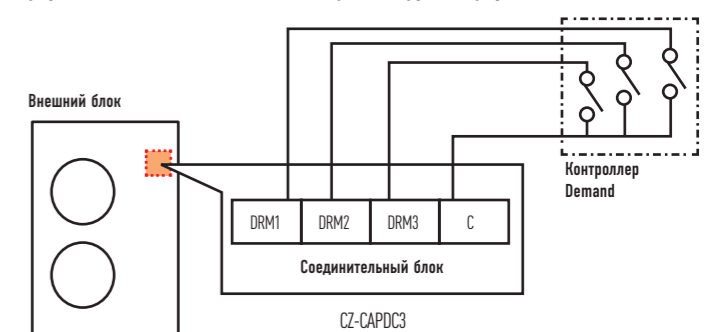 Внешний блок
Контроллер
Demand
DRM1 DRM2 DRM3 C
Соединительный блок
CZ-CAPDC3